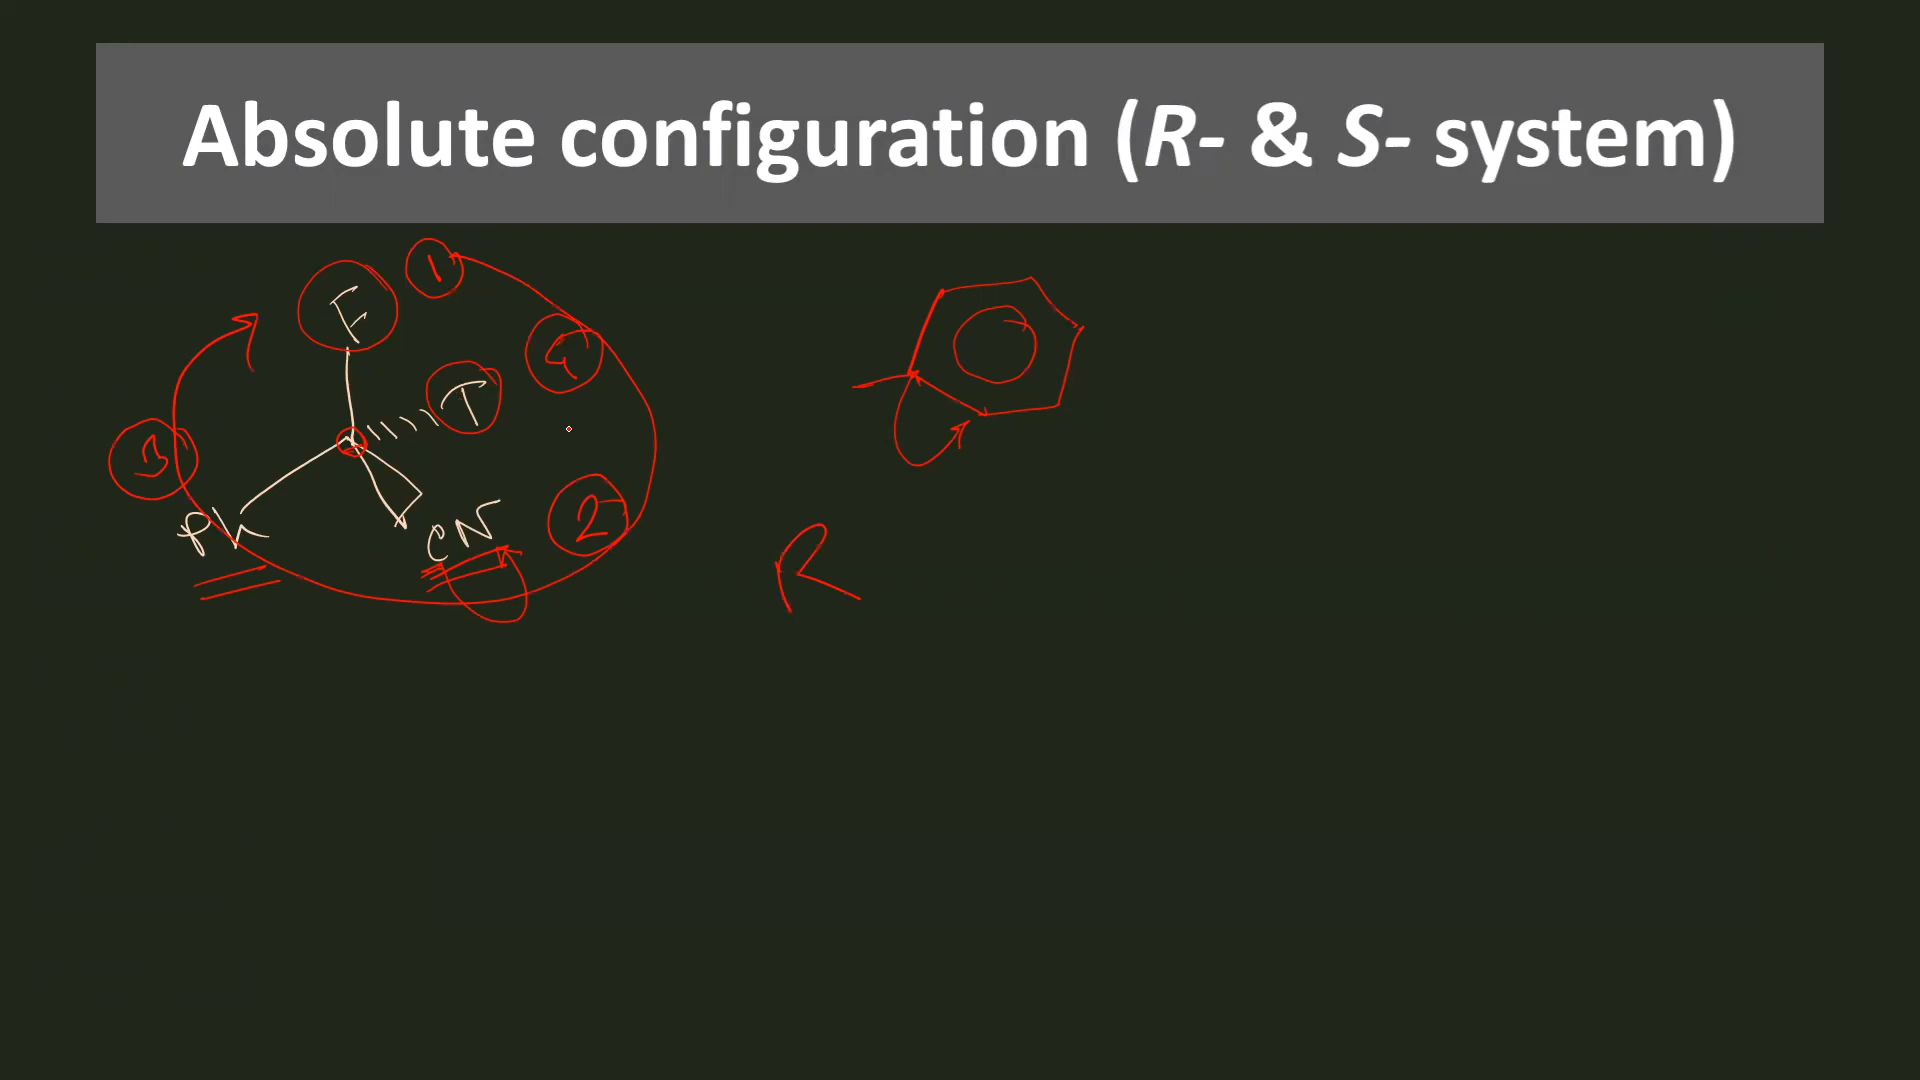 Absolute configuration (R- & S- system)
1
F
4
T
3
Ph
CN
2
R